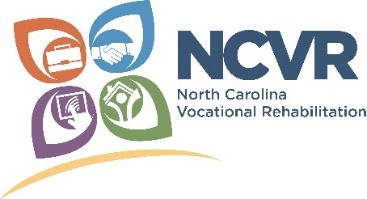 NCVR
North Carolina
Vocational Rehabilitation